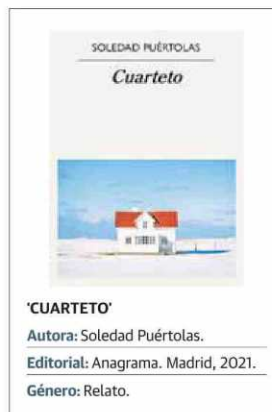 SOLEDAD PUÉRTOLAS
Cuarteto
'CUARTETO'
Autora: Soledad Puértolas.
Editorial: Anagrama. Madrid, 2021.
Género: Relato.